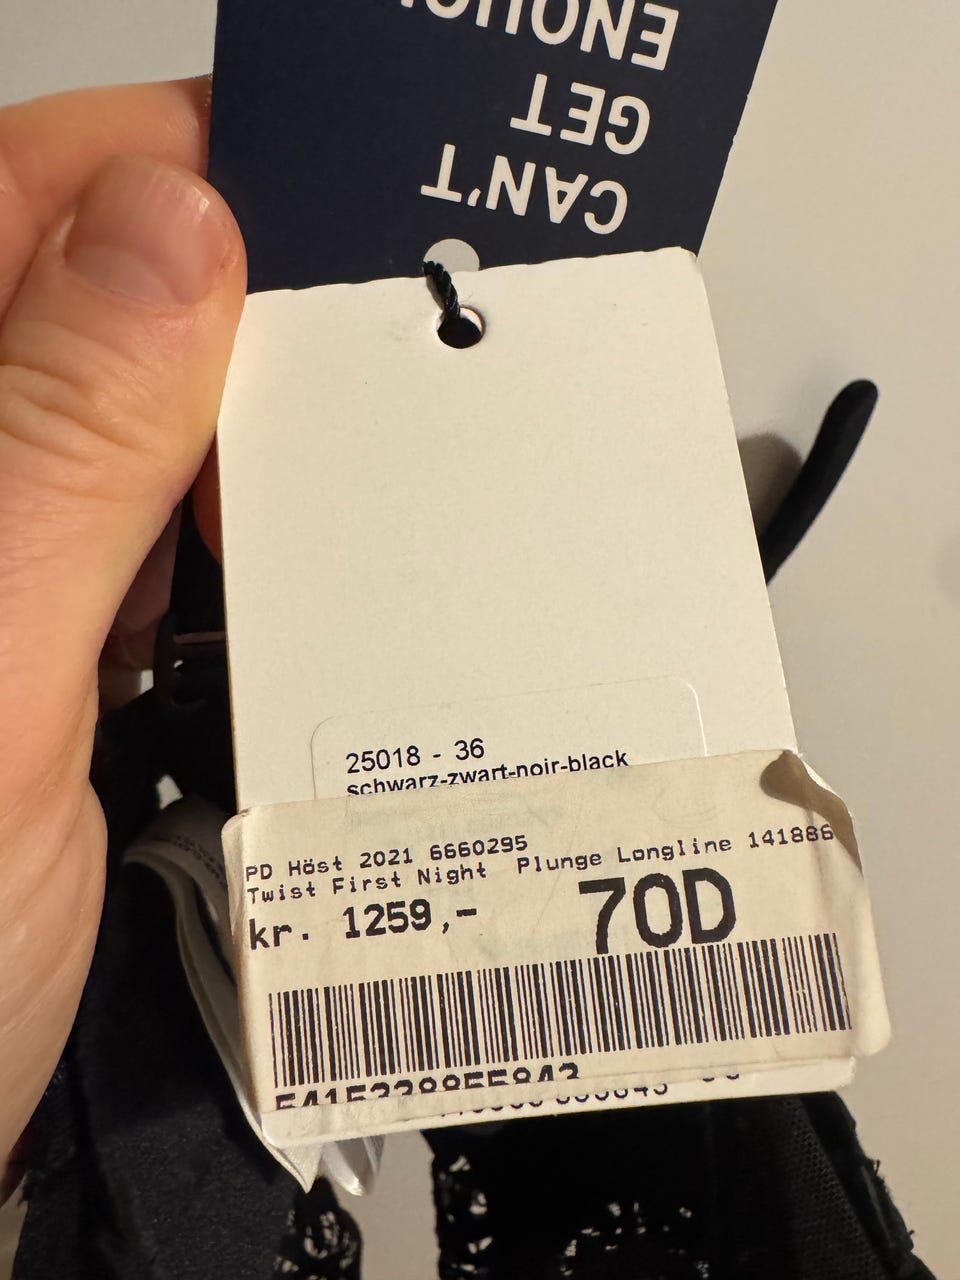 CAN'T
GET
25018 - 36
schwarz-zwart-noir-black
PD Höst 2021 6660295
Twist First Night Plunge Longline 141886
kr. 1259,- 70D